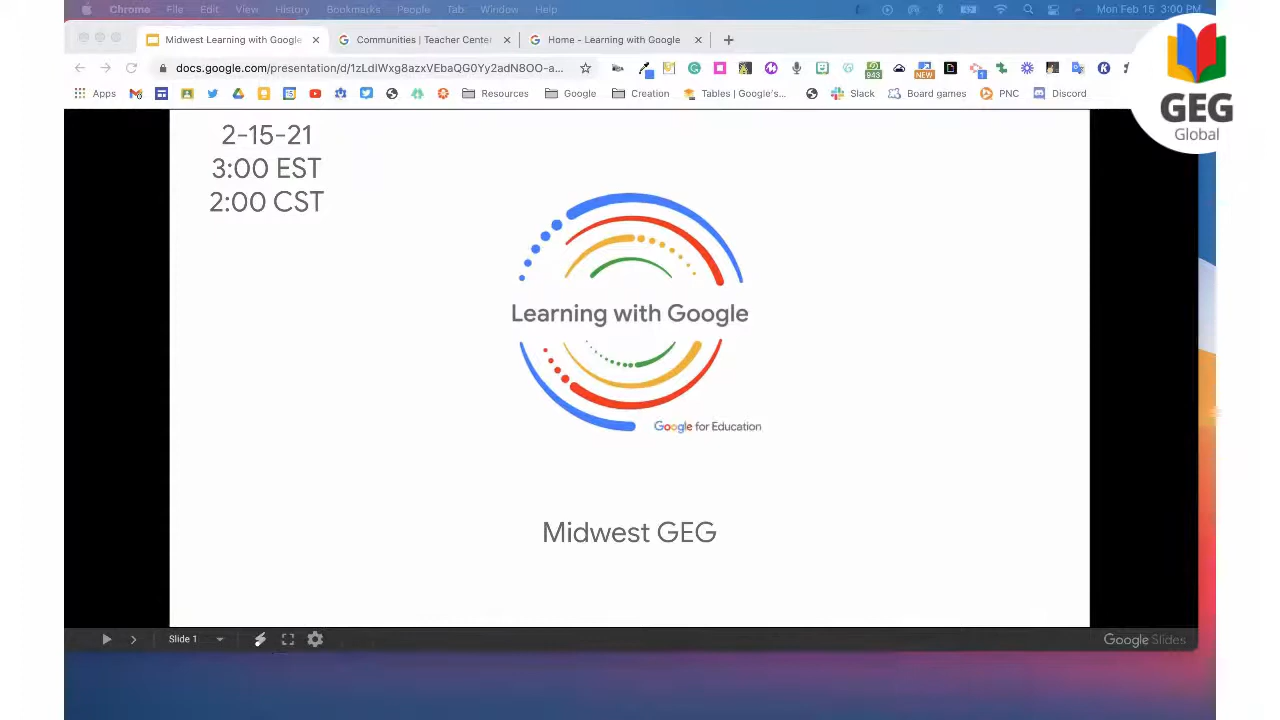 Chrome File Edit View History Bookmarks People Tab Window Help Mon Feb 15 3:00 PM
Midwest Learning with Google Communities | Teacher Center Home - Learning with Google
docs.google.com/presentation/d/1zLdIWxg8azxVEbaQG0Yy2adN8OO-a... 943 NEW
Apps Resources Google Creation Tables | Google's... Slack Board games PNC Discord
GEG
Global
2-15-21
3:00 EST
2:00 CST
Learning with Google
Google for Education
Midwest GEG
Slide 1 Google Slides